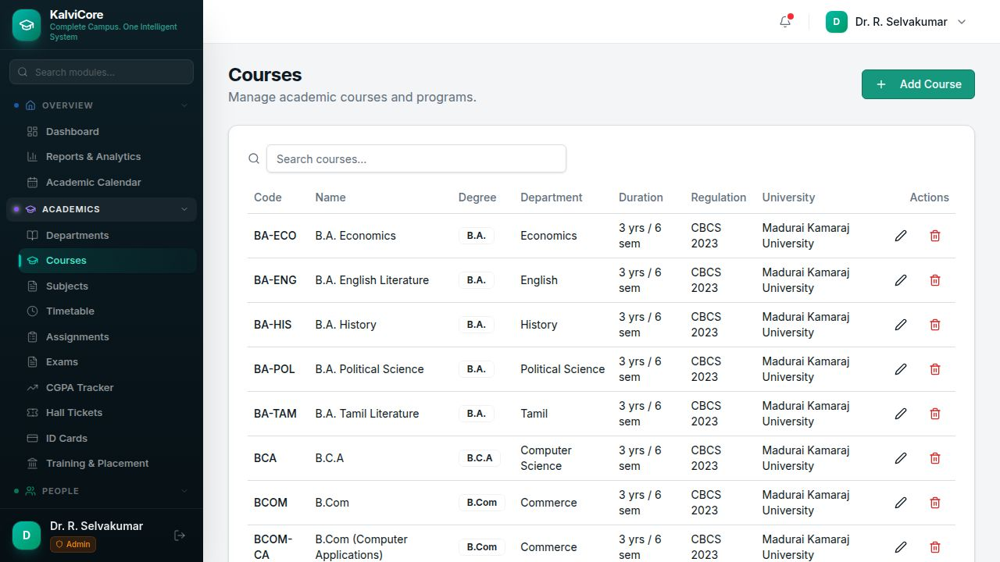 KalviCore
Complete Campus. One Intelligent
System
Search modules...
OVERVIEW
Dashboard
Reports & Analytics
Academic Calendar
ACADEMICS
Departments
Courses
Subjects
Timetable
Assignments
Exams
CGPA Tracker
Hall Tickets
ID Cards
Training & Placement
PEOPLE
D
Dr. R. Selvakumar
Admin
D Dr. R. Selvakumar
Courses
Manage academic courses and programs.
Add Course
Search courses...
Code Name Degree Department Duration Regulation University Actions
BA-ECO B.A. Economics B.A. Economics 3 yrs / 6 sem CBCS 2023 Madurai Kamaraj University
BA-ENG B.A. English Literature B.A. English 3 yrs / 6 sem CBCS 2023 Madurai Kamaraj University
BA-HIS B.A. History B.A. History 3 yrs / 6 sem CBCS 2023 Madurai Kamaraj University
BA-POL B.A. Political Science B.A. Political Science 3 yrs / 6 sem CBCS 2023 Madurai Kamaraj University
BA-TAM B.A. Tamil Literature B.A. Tamil 3 yrs / 6 sem CBCS 2023 Madurai Kamaraj University
BCA B.C.A B.C.A Computer Science 3 yrs / 6 sem CBCS 2023 Madurai Kamaraj University
BCOM B.Com B.Com Commerce 3 yrs / 6 sem CBCS 2023 Madurai Kamaraj University
BCOM-CA B.Com (Computer Applications) B.Com Commerce 3 yrs / 6 sem CBCS 2023 Madurai Kamaraj University